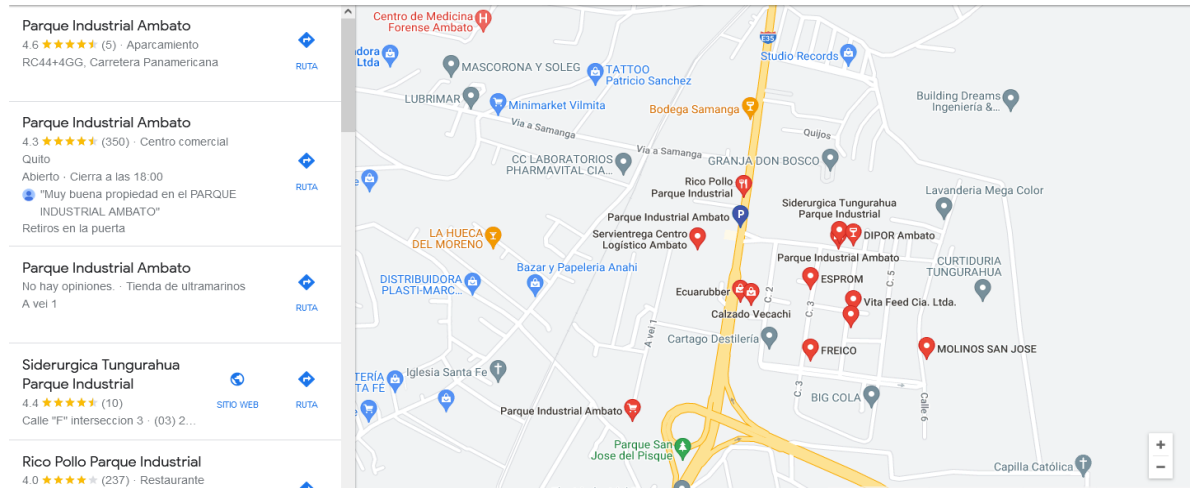 Parque Industrial Ambato
4.6 (5) · Aparcamiento
RC44+4GG, Carretera Panamericana
RUTA
Parque Industrial Ambato
4.3 (350) · Centro comercial
Quito
Abierto · Cierra a las 18:00
"Muy buena propiedad en el PARQUE
INDUSTRIAL AMBATO"
Retiros en la puerta
RUTA
Parque Industrial Ambato
No hay opiniones. · Tienda de ultramarinos
A vei 1
RUTA
Siderurgica Tungurahua
Parque Industrial
4.4 (10)
Calle "F" interseccion 3 · (03) 2...
SITIO WEB
RUTA
Rico Pollo Parque Industrial
4.0 (237) · Restaurante
Centro de Medicina
Forense Ambato
H
E35
dora
Ltda
MASCORONA Y SOLEG
TATTOO
Patricio Sanchez
Studio Records
LUBRIMAR
Minimarket Vilmita
Bodega Samanga
Building Dreams
Ingeniería &...
Via a Samanga
Via a Samanga
Quijos
CC LABORATORIOS
PHARMAVITAL CIA...
GRANJA DON BOSCO
Rico Pollo
Parque Industrial
Lavanderia Mega Color
Siderurgica Tungurahua
Parque Industrial
Parque Industrial Ambato
P
LA HUECA
DEL MORENO
Servientrega Centro
Logístico Ambato
DIPOR Ambato
Parque Industrial Ambato
Bazar y Papeleria Anahi
CURTIDURIA
TUNGURAHUA
DISTRIBUIDORA
PLASTI-MARC...
ESPROM
Ecuarubber
C. 2
C. 3
C. 5
Vita Feed Cia. Ltda.
Calzado Vecachi
A vei 1
Cartago Destilería
FREICO
MOLINOS SAN JOSE
TERÍA
TA FÉ
Iglesia Santa Fe
C. 3
BIG COLA
Calle 6
Parque Industrial Ambato
Parque San
Jose del Pisque
Capilla Católica
+
−